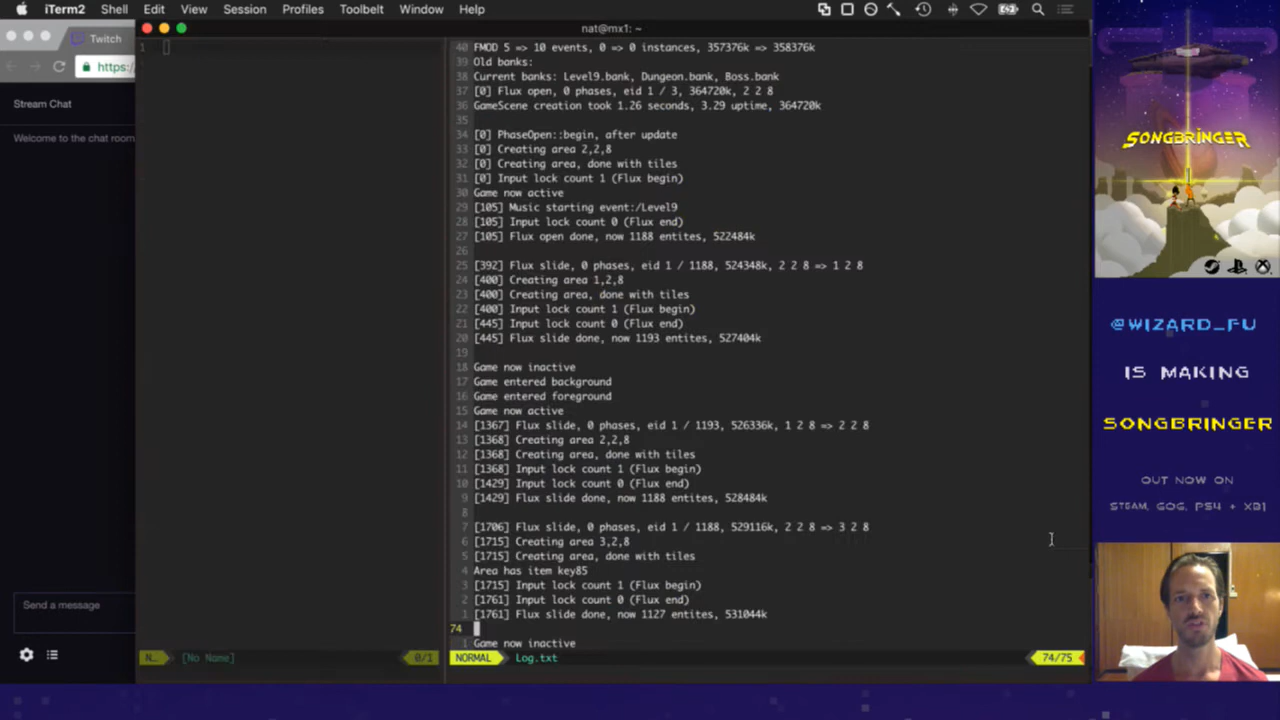 iTerm2 Shell Edit View Session Profiles Toolbelt Window Help
nat@mx1: ~
Twitch
https:
Stream Chat
Welcome to the chat room
1
40 FMOD 5 => 10 events, 0 => 0 instances, 357376k => 358376k
39 Old banks:
38 Current banks: Level9.bank, Dungeon.bank, Boss.bank
37 [0] Flux open, 0 phases, eid 1 / 3, 364720k, 2 2 8
36 GameScene creation took 1.26 seconds, 3.29 uptime, 364720k
35
34 [0] PhaseOpen::begin, after update
33 [0] Creating area 2,2,8
32 [0] Creating area, done with tiles
31 [0] Input lock count 1 (Flux begin)
30 Game now active
29 [105] Music starting event:/Level9
28 [105] Input lock count 0 (Flux end)
27 [105] Flux open done, now 1188 entites, 522484k
26
25 [392] Flux slide, 0 phases, eid 1 / 1188, 524348k, 2 2 8 => 1 2 8
24 [400] Creating area 1,2,8
23 [400] Creating area, done with tiles
22 [400] Input lock count 1 (Flux begin)
21 [445] Input lock count 0 (Flux end)
20 [445] Flux slide done, now 1193 entites, 527404k
19
18 Game now inactive
17 Game entered background
16 Game entered foreground
15 Game now active
14 [1367] Flux slide, 0 phases, eid 1 / 1193, 526336k, 1 2 8 => 2 2 8
13 [1368] Creating area 2,2,8
12 [1368] Creating area, done with tiles
11 [1368] Input lock count 1 (Flux begin)
10 [1429] Input lock count 0 (Flux end)
9 [1429] Flux slide done, now 1188 entites, 528484k
8
7 [1706] Flux slide, 0 phases, eid 1 / 1188, 529116k, 2 2 8 => 3 2 8
6 [1715] Creating area 3,2,8
5 [1715] Creating area, done with tiles
4 Area has item key85
3 [1715] Input lock count 1 (Flux begin)
2 [1761] Input lock count 0 (Flux end)
1 [1761] Flux slide done, now 1127 entites, 531044k
74
1 Game now inactive
Send a message
N… [No Name] 0/1
NORMAL Log.txt 74/75
SONGBRINGER
@WIZARD_FU
IS MAKING
SONGBRINGER
OUT NOW ON
STEAM, GOG, PS4 + XB1